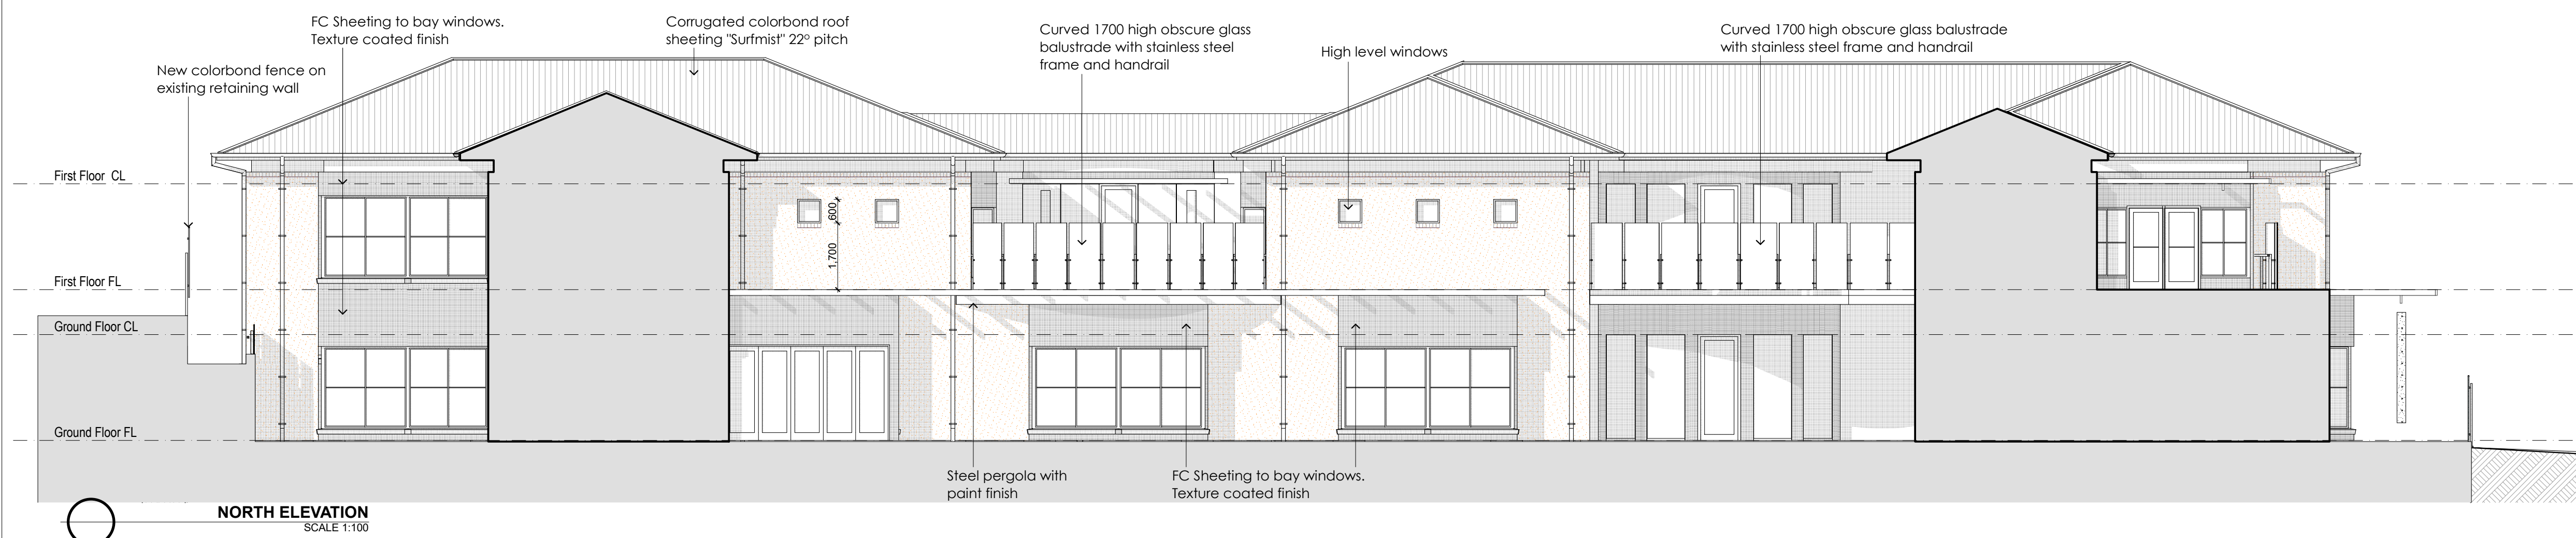 FC Sheeting to bay windows.
Texture coated finish
Corrugated colorbond roof
sheeting "Surfmist" 22° pitch
Curved 1700 high obscure glass
balustrade with stainless steel
frame and handrail
High level windows
Curved 1700 high obscure glass balustrade
with stainless steel frame and handrail
New colorbond fence on
existing retaining wall
First Floor CL
600
1,700
First Floor FL
Ground Floor CL
Ground Floor FL
Steel pergola with
paint finish
FC Sheeting to bay windows.
Texture coated finish
NORTH ELEVATION
SCALE 1:100